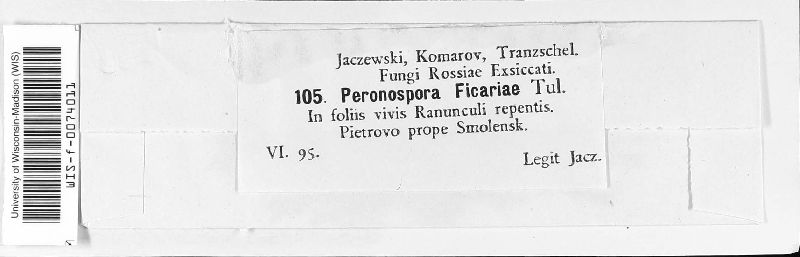 University of Wisconsin-Madison (WIS)
WIS-f-0074011
Jaczewski, Komarov, Tranzschel.
Fungi Rossiae Exsiccati.
105. Peronospora Ficariae Tul.
In foliis vivis Ranunculi repentis.
Pietrovo prope Smolensk.
VI. 95.
Legit Jacz.